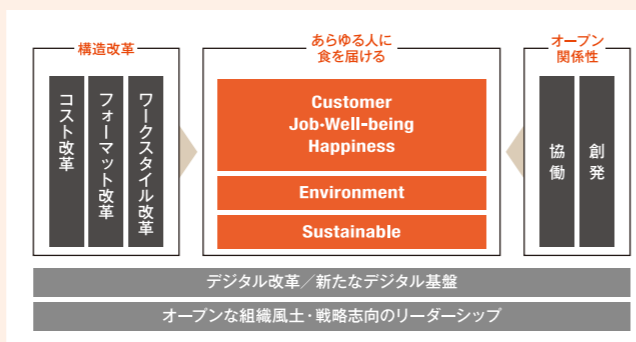 構造改革
コスト改革
フォーマット改革
ワークスタイル改革
あらゆる人に
食を届ける
Customer
Job-Well-being
Happiness
Environment
Sustainable
オープン
関係性
協働
創発
デジタル改革／新たなデジタル基盤
オープンな組織風土・戦略志向のリーダーシップ